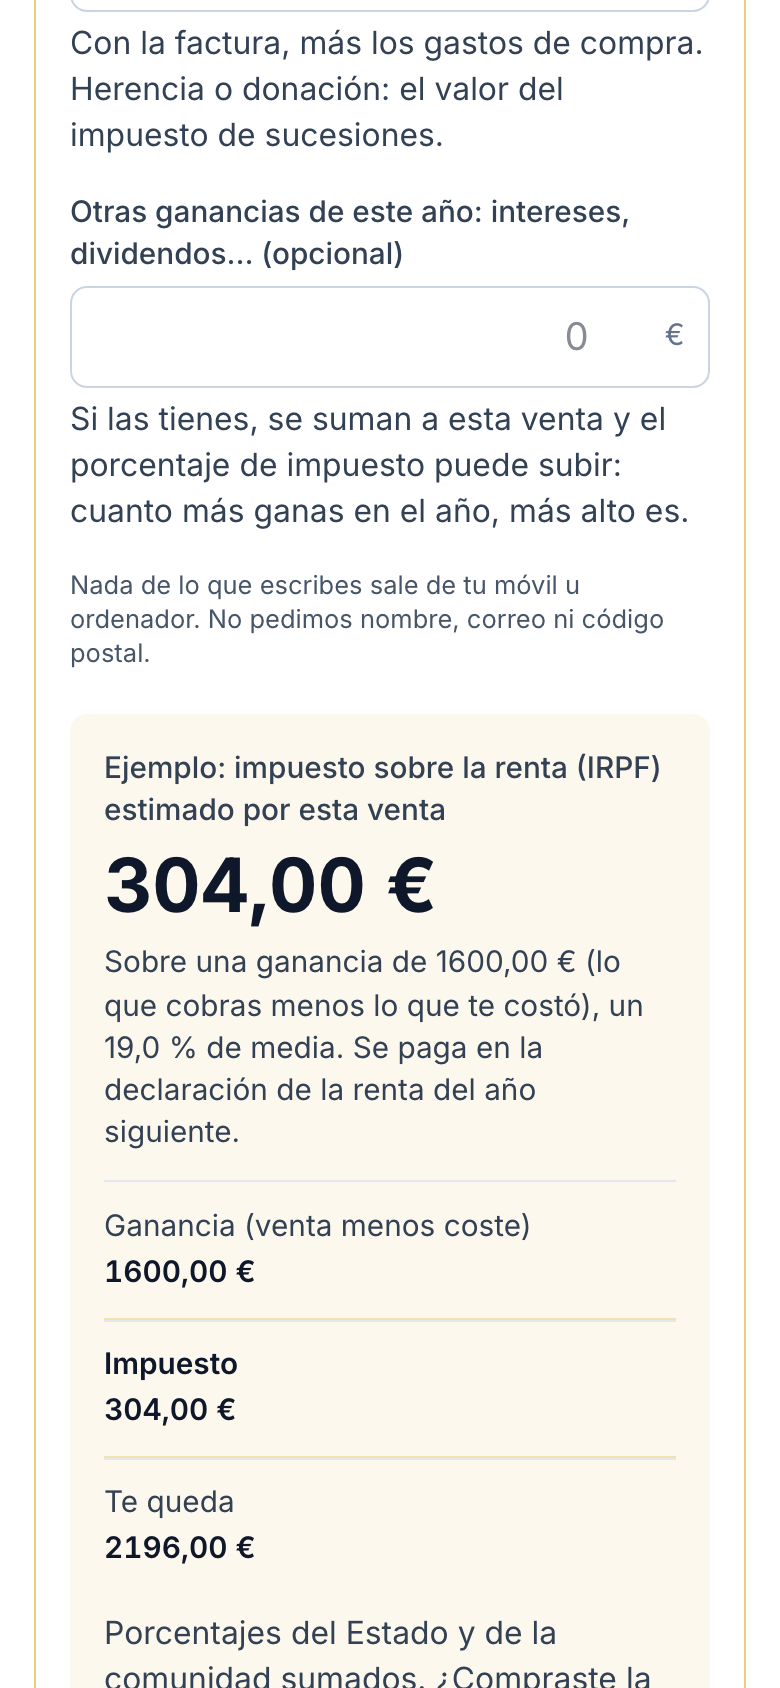 Con la factura, más los gastos de compra.
Herencia o donación: el valor del
impuesto de sucesiones.
Otras ganancias de este año: intereses,
dividendos... (opcional)
0 €
Si las tienes, se suman a esta venta y el
porcentaje de impuesto puede subir:
cuanto más ganas en el año, más alto es.
Nada de lo que escribes sale de tu móvil u
ordenador. No pedimos nombre, correo ni código
postal.
Ejemplo: impuesto sobre la renta (IRPF)
estimado por esta venta
304,00 €
Sobre una ganancia de 1600,00 € (lo
que cobras menos lo que te costó), un
19,0 % de media. Se paga en la
declaración de la renta del año
siguiente.
Ganancia (venta menos coste)
1600,00 €
Impuesto
304,00 €
Te queda
2196,00 €
Porcentajes del Estado y de la
comunidad sumados. ¿Compraste la